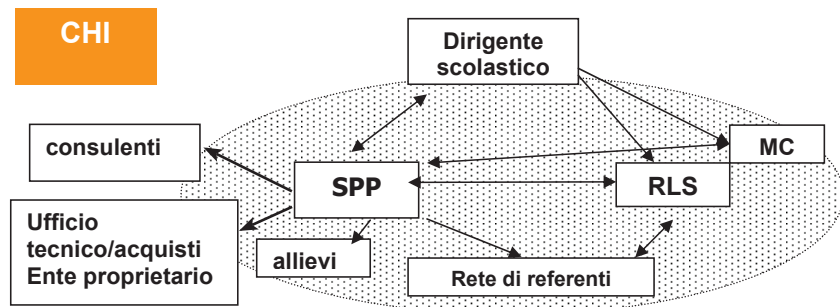 CHI
Dirigente
scolastico
consulenti
MC
SPP
RLS
Ufficio
tecnico/acquisti
Ente proprietario
allievi
Rete di referenti